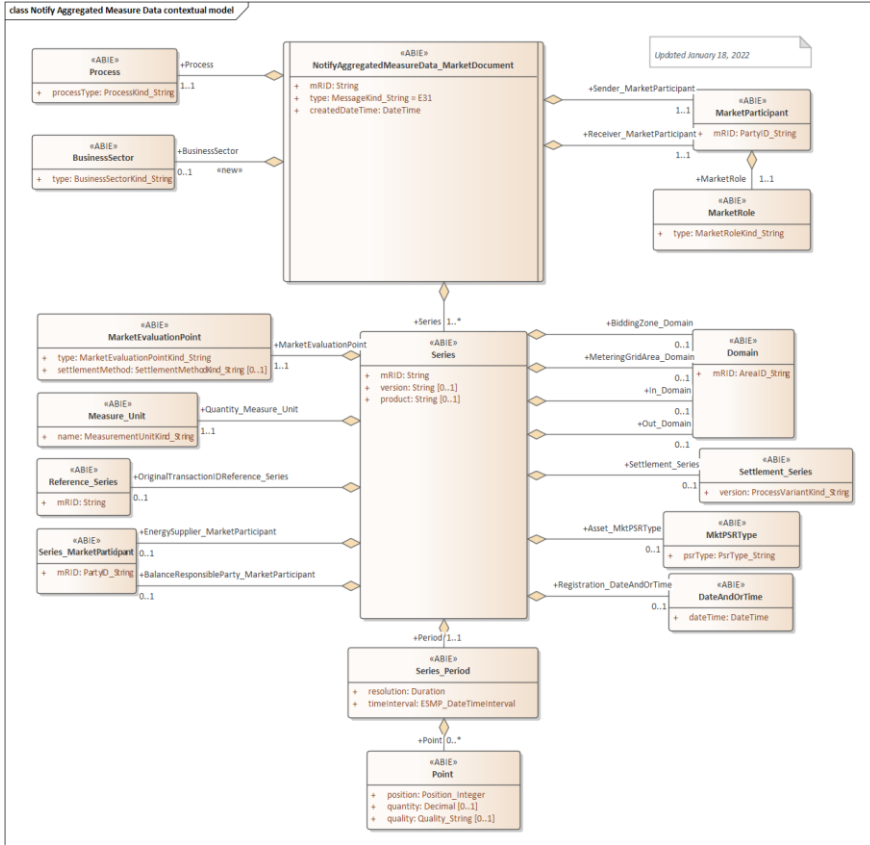 class Notify Aggregated Measure Data contextual model
Updated January 18, 2022
«ABIE»
Process
+ processType: ProcessKind_String
+Process
1..1
«ABIE»
NotifyAggregatedMeasureData_MarketDocument
+ mRID: String
+ type: MessageKind_String = E31
+ createdDateTime: DateTime
+Sender_MarketParticipant
1..1
+Receiver_MarketParticipant
1..1
«ABIE»
MarketParticipant
+ mRID: PartyID_String
+MarketRole 1..1
«ABIE»
MarketRole
+ type: MarketRoleKind_String
«ABIE»
BusinessSector
+ type: BusinessSectorKind_String
+BusinessSector
0..1 «new»
+Series 1..*
«ABIE»
MarketEvaluationPoint
+ type: MarketEvaluationPointKind_String
+ settlementMethod: SettlementMethodKind_String [0..1]
+MarketEvaluationPoint
1..1
«ABIE»
Series
+ mRID: String
+ version: String [0..1]
+ product: String [0..1]
+BiddingZone_Domain
0..1
+MeteringGridArea_Domain
0..1
+In_Domain
0..1
+Out_Domain
0..1
«ABIE»
Domain
+ mRID: AreaID_String
«ABIE»
Measure_Unit
+ name: MeasurementUnitKind_String
+Quantity_Measure_Unit
1..1
«ABIE»
Reference_Series
+ mRID: String
+OriginalTransactionIDReference_Series
0..1
+Settlement_Series
0..1
«ABIE»
Settlement_Series
+ version: ProcessVariantKind_String
«ABIE»
Series_MarketParticipant
+ mRID: PartyID_String
+EnergySupplier_MarketParticipant
0..1
+BalanceResponsibleParty_MarketParticipant
0..1
+Asset_MktPSRType
0..1
«ABIE»
MktPSRType
+ psrType: PsrType_String
+Registration_DateAndOrTime
0..1
«ABIE»
DateAndOrTime
+ dateTime: DateTime
+Period 1..1
«ABIE»
Series_Period
+ resolution: Duration
+ timeInterval: ESMP_DateTimeInterval
+Point 0..*
«ABIE»
Point
+ position: Position_Integer
+ quantity: Decimal [0..1]
+ quality: Quality_String [0..1]